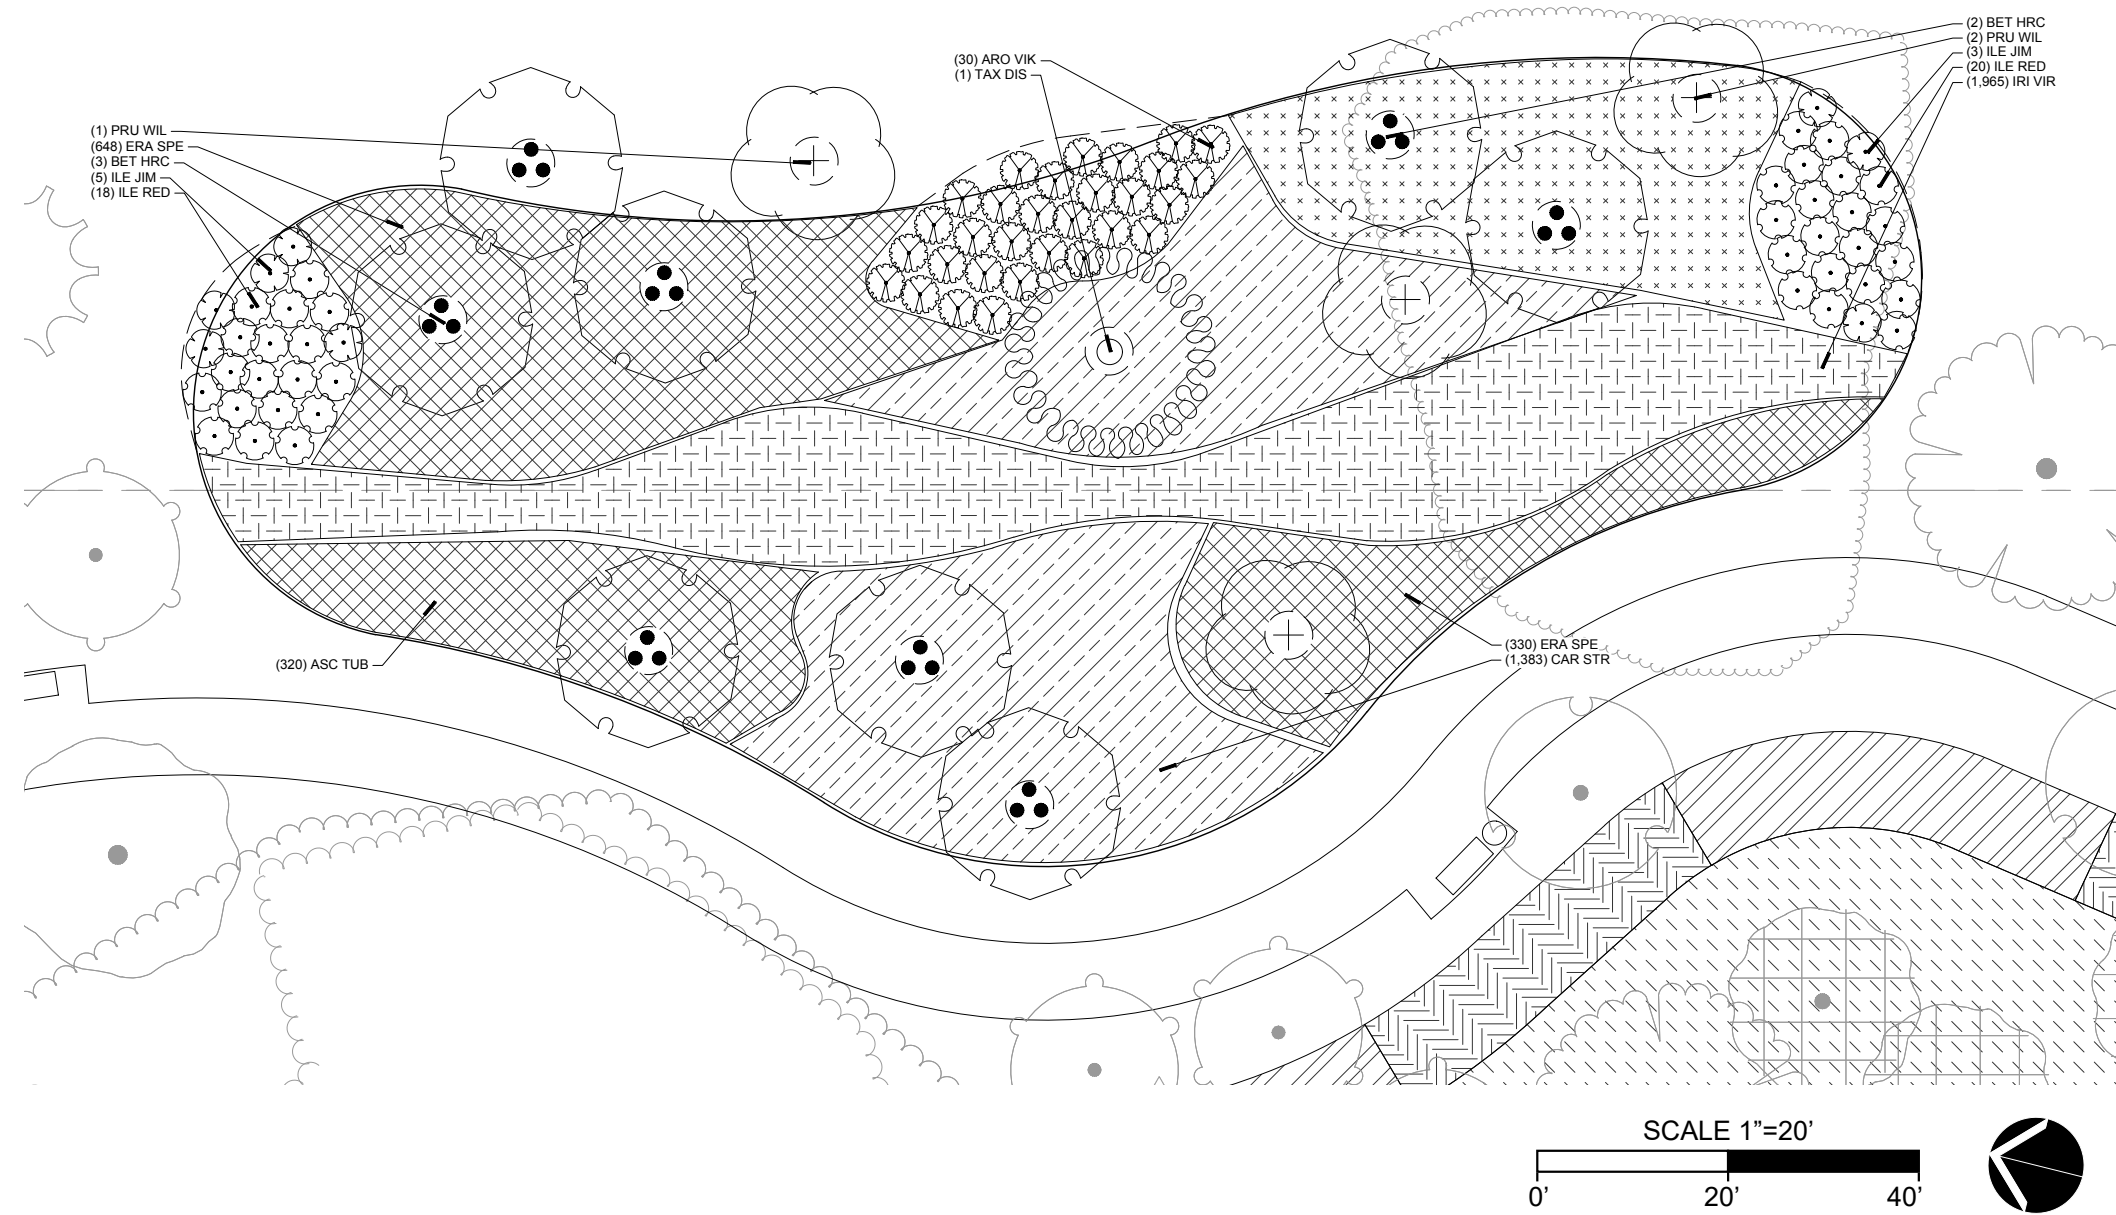 (2) BET HRC
(2) PRU WIL
(3) ILE JIM
(20) ILE RED
(1,965) IRI VIR
(30) ARO VIK
(1) TAX DIS
(1) PRU WIL
(648) ERA SPE
(3) BET HRC
(5) ILE JIM
(18) ILE RED
(330) ERA SPE
(1,383) CAR STR
(320) ASC TUB
SCALE 1”=20’
0’ 20’ 40’